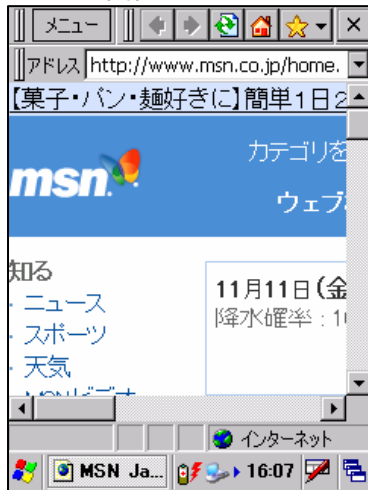 メニュー
アドレス http://www.msn.co.jp/home.
【菓子・パン・麺好きに】簡単1日2
カテゴリを
msn
ウェブ
知る
・ニュース
・スポーツ
・天気
11月11日(金
降水確率:1
インターネット
MSN Ja...
16:07